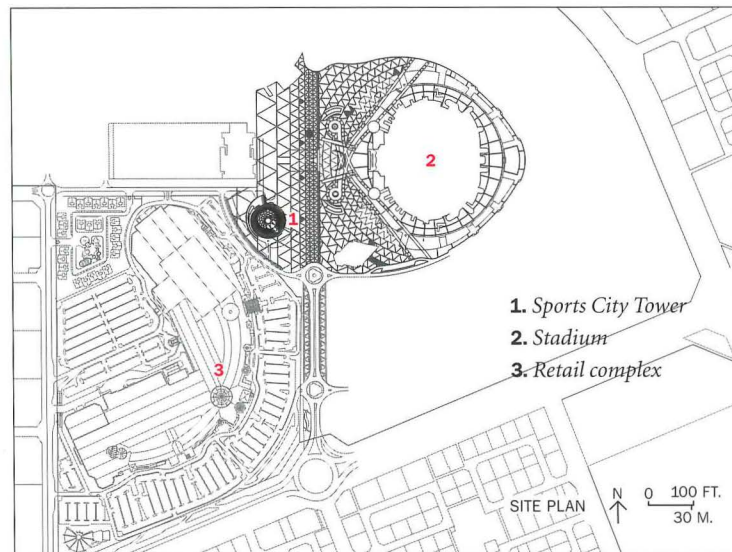 2
1
1. Sports City Tower
2. Stadium
3. Retail complex
3
SITE PLAN N 0 100 FT.
30 M.